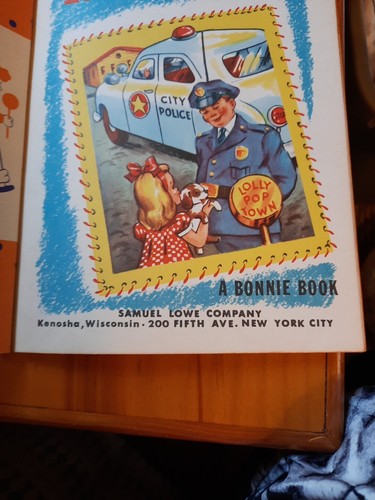 CITY
POLICE
LOLLY
POP
TOWN
A BONNIE BOOK
SAMUEL LOWE COMPANY
Kenosha, Wisconsin · 200 FIFTH AVE. NEW YORK CITY